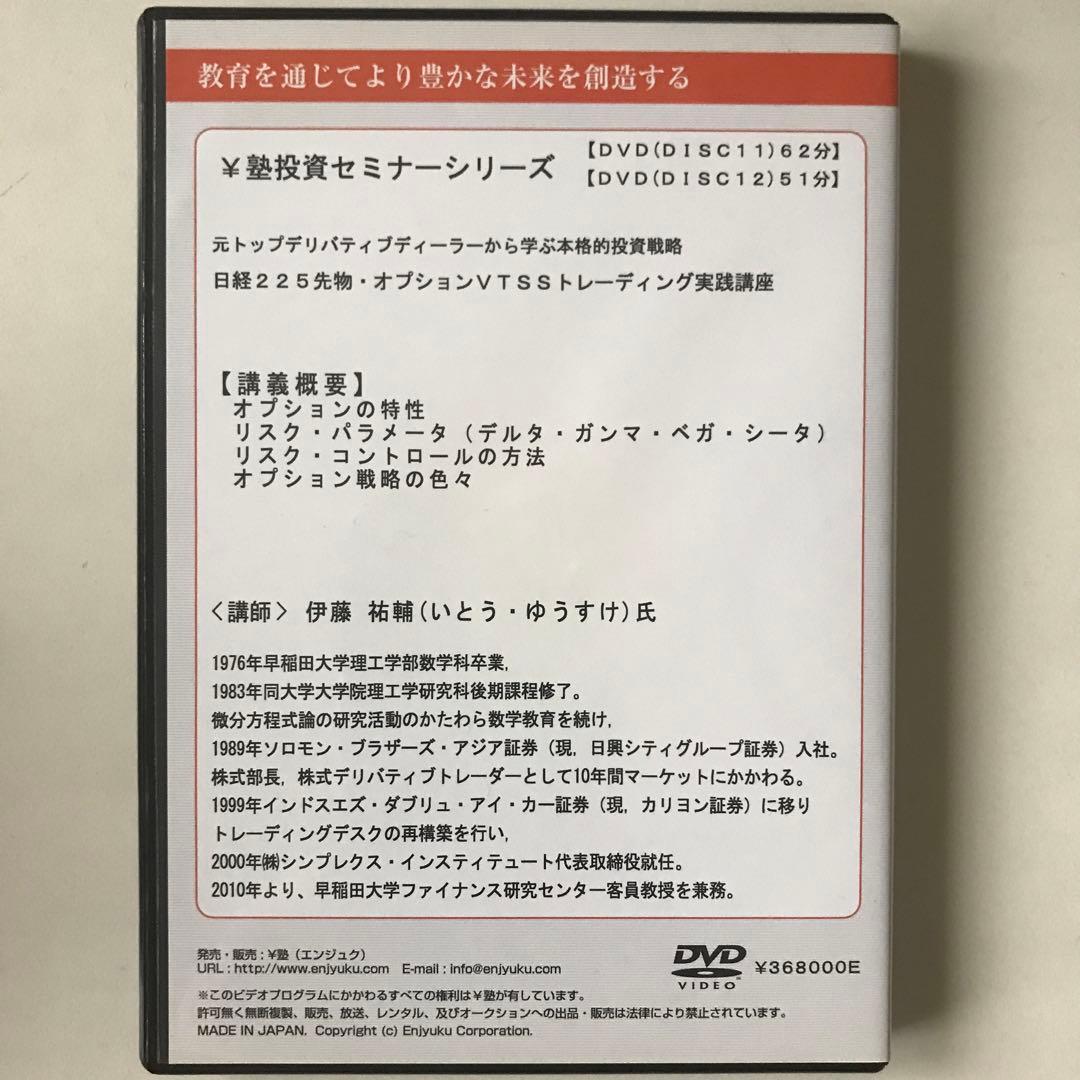 教育を通じてより豊かな未来を創造する
￥塾投資セミナーシリーズ
【ＤＶＤ(ＤＩＳＣ１１)６２分】
【ＤＶＤ(ＤＩＳＣ１２)５１分】
元トップデリバティブディーラーから学ぶ本格的投資戦略
日経２２５先物・オプションＶＴＳＳトレーディング実践講座
【講義概要】
オプションの特性
リスク・パラメータ（デルタ・ガンマ・ベガ・シータ）
リスク・コントロールの方法
オプション戦略の色々
＜講師＞ 伊藤 祐輔(いとう・ゆうすけ)氏
1976年早稲田大学理工学部数学科卒業,
1983年同大学大学院理工学研究科後期課程修了。
微分方程式論の研究活動のかたわら数学教育を続け,
1989年ソロモン・ブラザーズ・アジア証券（現, 日興シティグループ証券）入社。
株式部長, 株式デリバティブトレーダーとして10年間マーケットにかかわる。
1999年インドスエズ・ダブリュ・アイ・カー証券（現, カリヨン証券）に移り
トレーディングデスクの再構築を行い,
2000年㈱シンプレクス・インスティテュート代表取締役就任。
2010年より、早稲田大学ファイナンス研究センター客員教授を兼務。
発売・販売：￥塾（エンジュク）
URL : http://www.enjyuku.com E-mail : info@enjyuku.com
DVD
VIDEO
￥368000E
※このビデオプログラムにかかわるすべての権利は￥塾が有しています。
許可無く無断複製、販売、放送、レンタル、及びオークションへの出品・販売は法律により禁止されています。
MADE IN JAPAN. Copyright (c) Enjyuku Corporation.